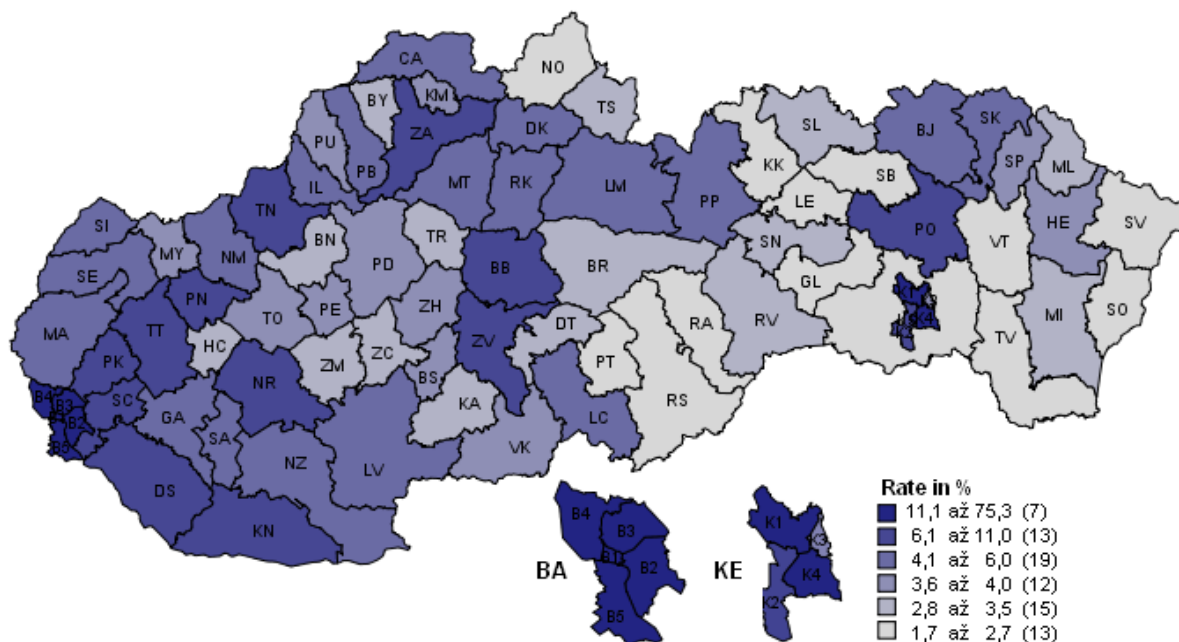 CA
NO
BY
KM
TS
ZA
PU
DK
SL
BJ
SK
SP
ML
PB
KK
IL
MT
RK
LM
PP
SB
LE
HE
TN
SI
MY
BN
TR
SN
PO
VT
SV
NM
PD
BB
BR
SE
GL
PN
TO
PE
ZH
RA
RV
K1
K3
K4
K2
MI
SO
MA
TT
HC
ZM
ZC
ZV
DT
PT
TV
PK
NR
BS
B4
B3
B2
B5
SC
GA
SA
KA
LC
RS
NZ
LV
VK
DS
KN
BA
B4
B3
B1
B2
B5
KE
K1
K3
K4
K2
Rate in %
11,1 až 75,3 (7)
6,1 až 11,0 (13)
4,1 až 6,0 (19)
3,6 až 4,0 (12)
2,8 až 3,5 (15)
1,7 až 2,7 (13)